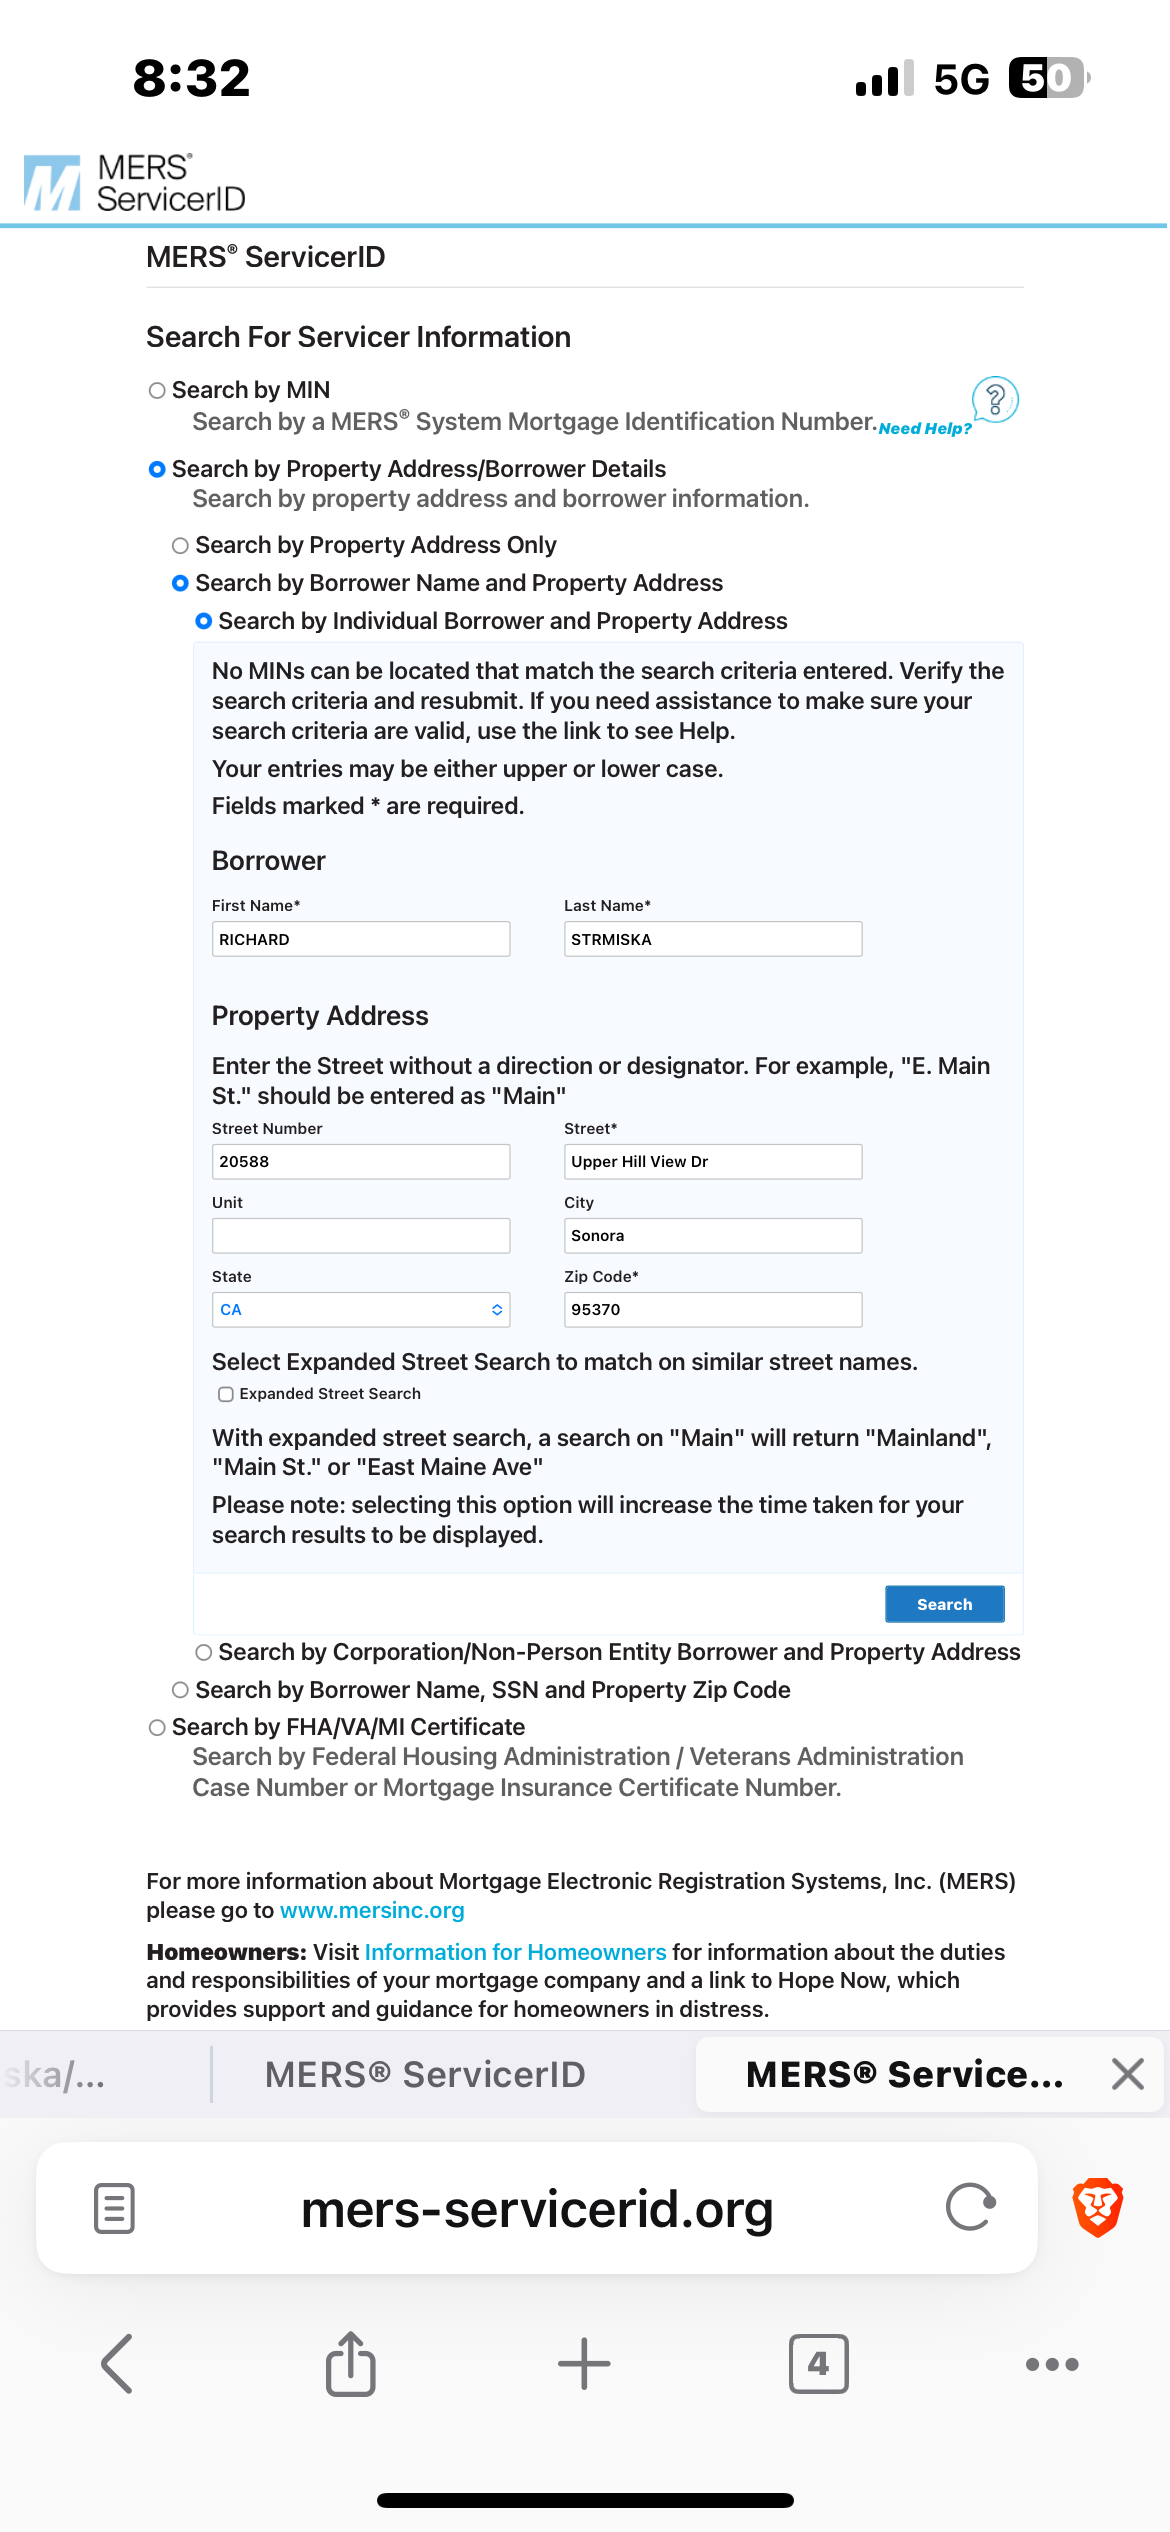 8:32
5G
50
MERS®
ServicerID
MERS® ServicerID
Search For Servicer Information
Search by MIN
Search by a MERS® System Mortgage Identification Number.
Need Help?
Search by Property Address/Borrower Details
Search by property address and borrower information.
Search by Property Address Only
Search by Borrower Name and Property Address
Search by Individual Borrower and Property Address
No MINs can be located that match the search criteria entered. Verify the
search criteria and resubmit. If you need assistance to make sure your
search criteria are valid, use the link to see Help.
Your entries may be either upper or lower case.
Fields marked * are required.
Borrower
First Name* Last Name*
RICHARD STRMISKA
Property Address
Enter the Street without a direction or designator. For example, "E. Main
St." should be entered as "Main"
Street Number Street*
20588 Upper Hill View Dr
Unit City
Sonora
State Zip Code*
CA 95370
Select Expanded Street Search to match on similar street names.
Expanded Street Search
With expanded street search, a search on "Main" will return "Mainland",
"Main St." or "East Maine Ave"
Please note: selecting this option will increase the time taken for your
search results to be displayed.
Search
Search by Corporation/Non-Person Entity Borrower and Property Address
Search by Borrower Name, SSN and Property Zip Code
Search by FHA/VA/MI Certificate
Search by Federal Housing Administration / Veterans Administration
Case Number or Mortgage Insurance Certificate Number.
For more information about Mortgage Electronic Registration Systems, Inc. (MERS)
please go to www.mersinc.org
Homeowners: Visit Information for Homeowners for information about the duties
and responsibilities of your mortgage company and a link to Hope Now, which
provides support and guidance for homeowners in distress.
ska/... MERS® ServicerID MERS® Service...
mers-servicerid.org
4